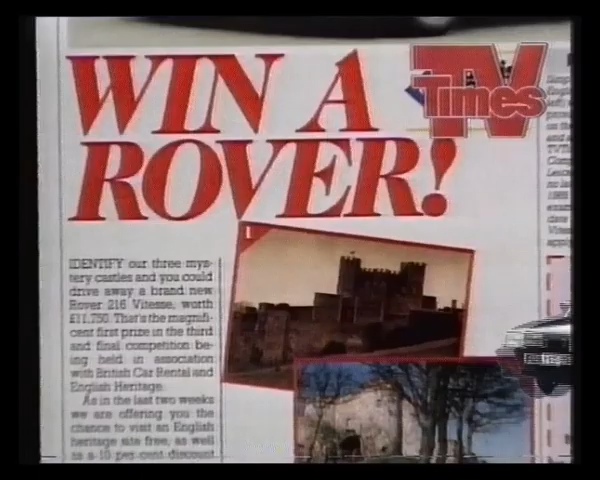 WIN A
ROVER!
TV
Times
IDENTIFY our three mys-
tery castles and you could
drive away a brand new
Rover 216 Vitesse, worth
£11,750. That's the magnifi-
cent first prize in the third
and final competition be-
ing held in association
with British Car Rental and
English Heritage.
As in the last two weeks
we are offering you the
chance to visit an English
heritage site free, as well
as a 10 per cent discount
1